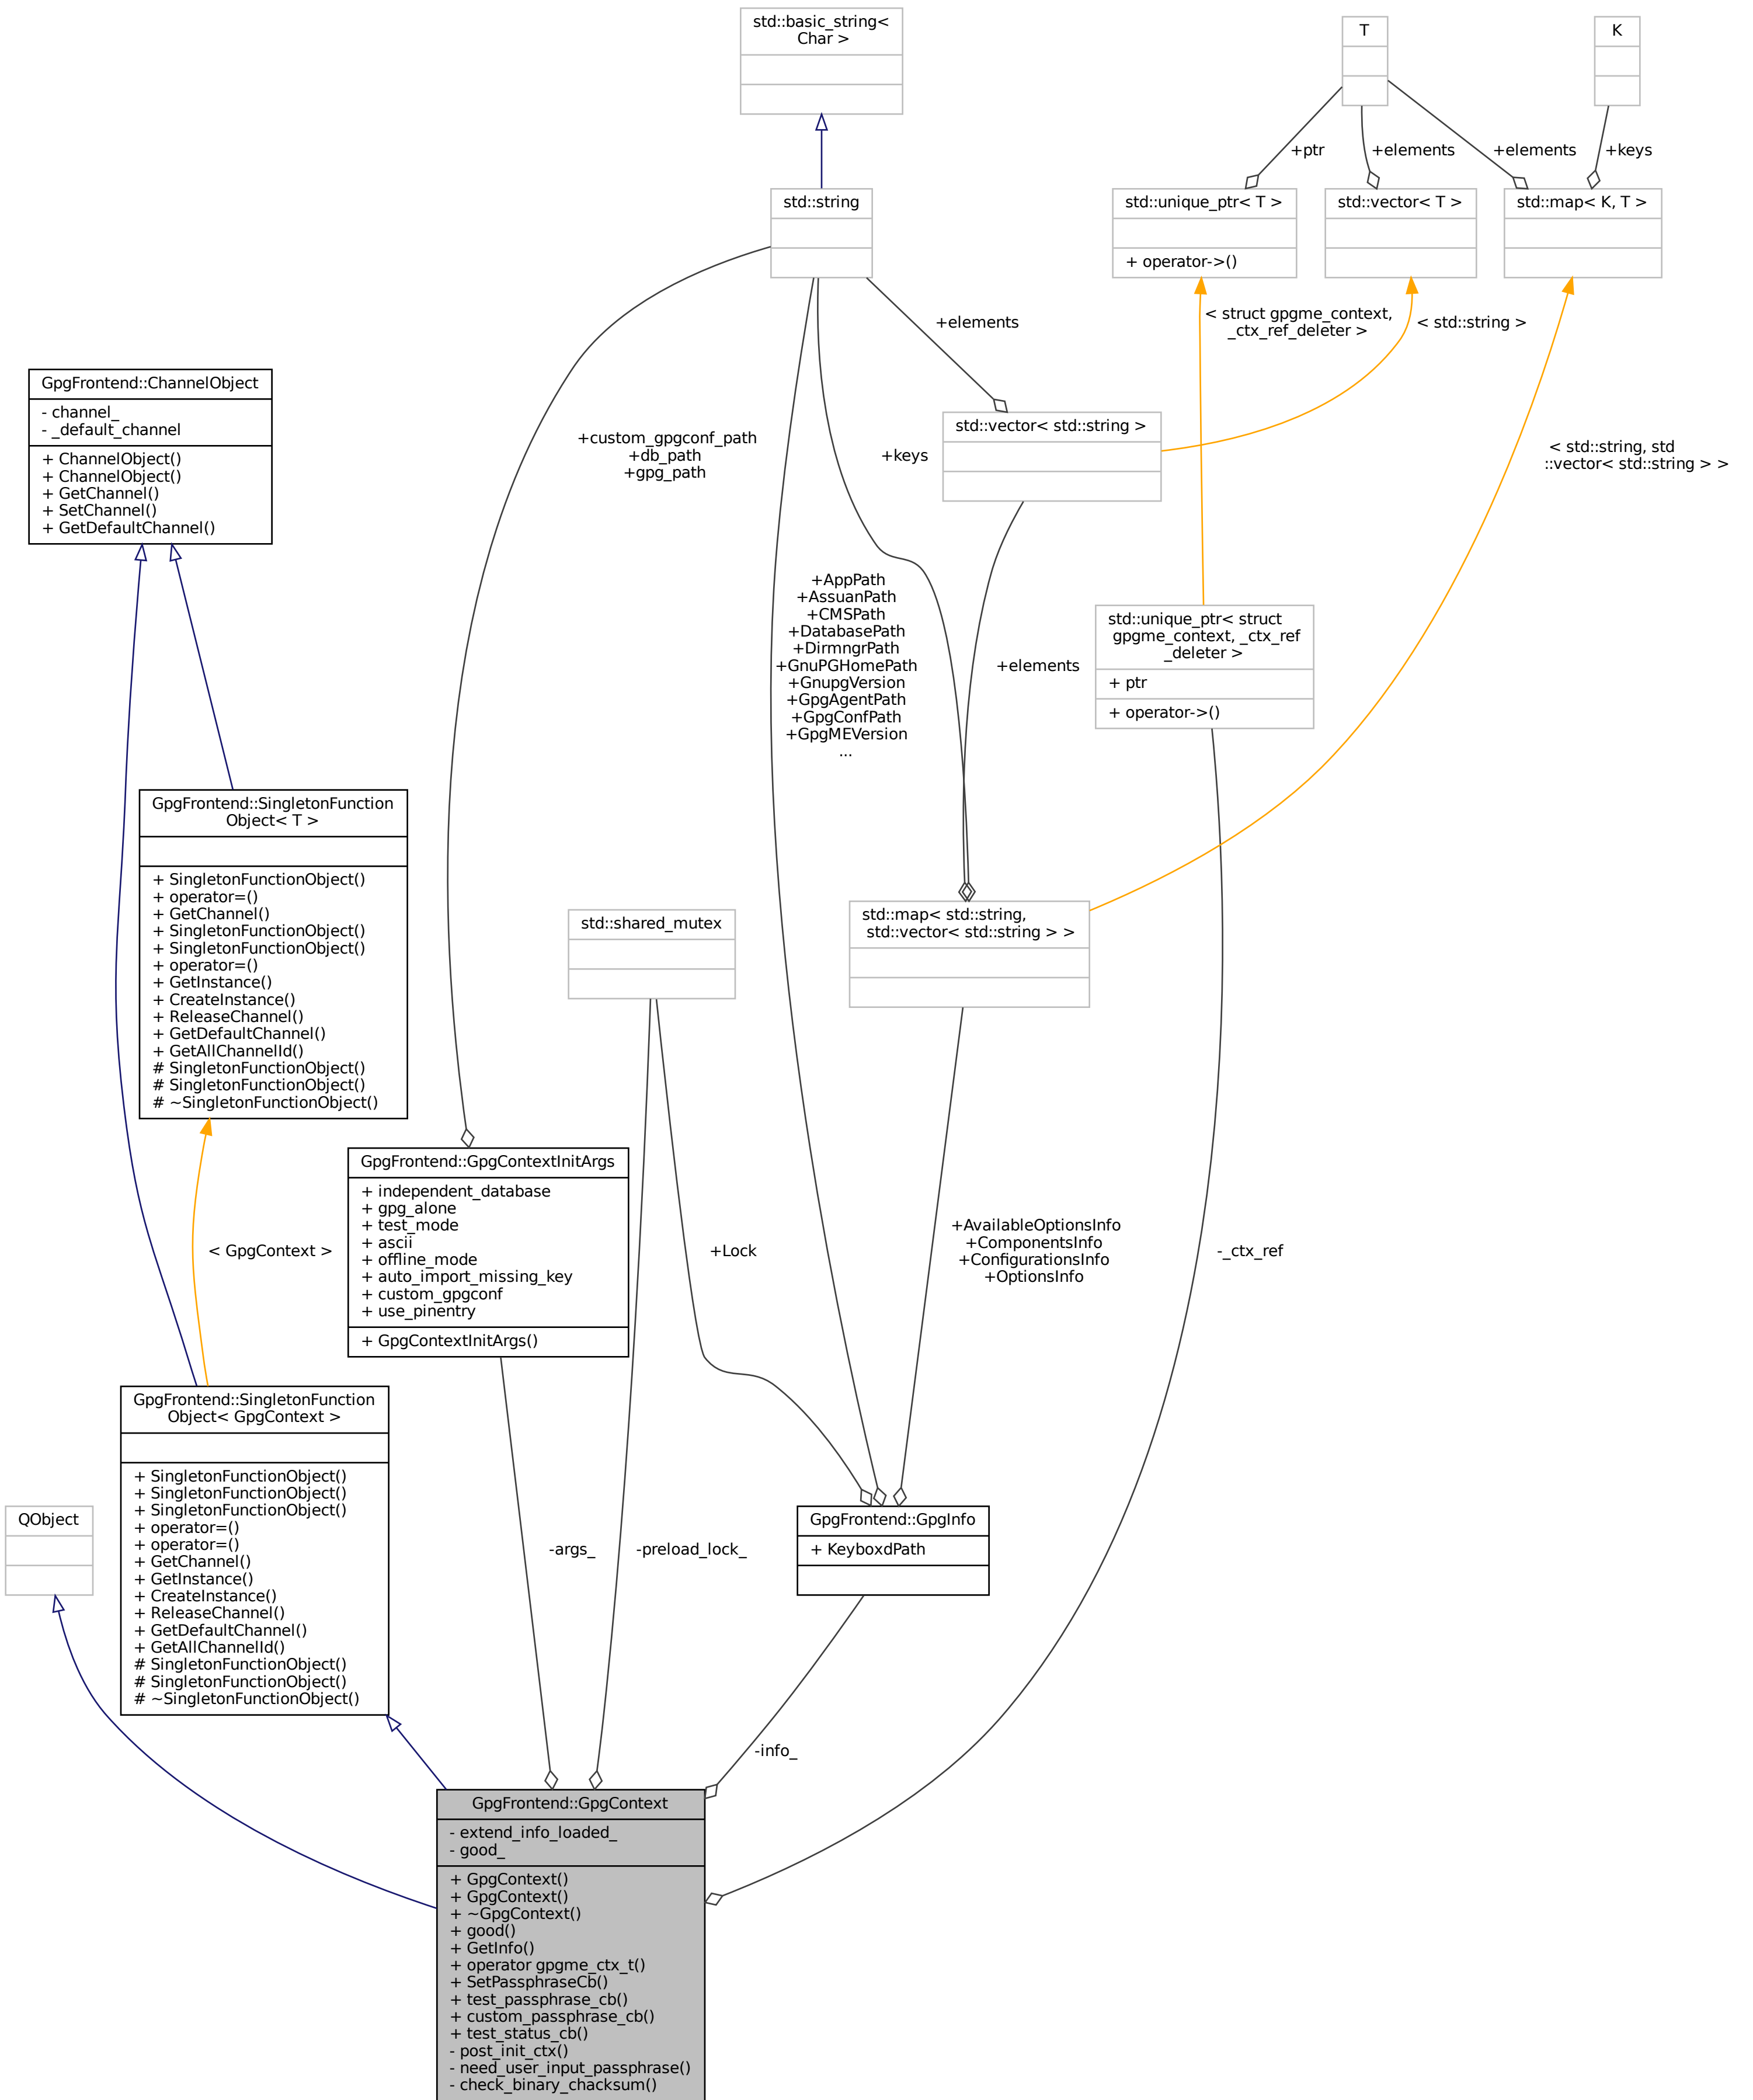 std::basic_string<
Char >
T
K
+ptr
+elements
+elements
+keys
std::string
std::unique_ptr< T >
+ operator->()
std::vector< T >
std::map< K, T >
+elements
< struct gpgme_context,
_ctx_ref_deleter >
< std::string >
GpgFrontend::ChannelObject
- channel_
- _default_channel
+ ChannelObject()
+ ChannelObject()
+ GetChannel()
+ SetChannel()
+ GetDefaultChannel()
+custom_gpgconf_path
+db_path
+gpg_path
+keys
std::vector< std::string >
< std::string, std
::vector< std::string > >
+AppPath
+AssuanPath
+CMSPath
+DatabasePath
+DirmngrPath
+GnuPGHomePath
+GnupgVersion
+GpgAgentPath
+GpgConfPath
+GpgMEVersion
...
+elements
std::unique_ptr< struct
gpgme_context, _ctx_ref
_deleter >
+ ptr
+ operator->()
GpgFrontend::SingletonFunction
Object< T >
+ SingletonFunctionObject()
+ operator=()
+ GetChannel()
+ SingletonFunctionObject()
+ SingletonFunctionObject()
+ operator=()
+ GetInstance()
+ CreateInstance()
+ ReleaseChannel()
+ GetDefaultChannel()
+ GetAllChannelId()
# SingletonFunctionObject()
# SingletonFunctionObject()
# ~SingletonFunctionObject()
std::shared_mutex
std::map< std::string,
std::vector< std::string > >
< GpgContext >
GpgFrontend::GpgContextInitArgs
+ independent_database
+ gpg_alone
+ test_mode
+ ascii
+ offline_mode
+ auto_import_missing_key
+ custom_gpgconf
+ use_pinentry
+ GpgContextInitArgs()
+Lock
+AvailableOptionsInfo
+ComponentsInfo
+ConfigurationsInfo
+OptionsInfo
-_ctx_ref
GpgFrontend::SingletonFunction
Object< GpgContext >
+ SingletonFunctionObject()
+ SingletonFunctionObject()
+ SingletonFunctionObject()
+ operator=()
+ operator=()
+ GetChannel()
+ GetInstance()
+ CreateInstance()
+ ReleaseChannel()
+ GetDefaultChannel()
+ GetAllChannelId()
# SingletonFunctionObject()
# SingletonFunctionObject()
# ~SingletonFunctionObject()
QObject
-args_
-preload_lock_
GpgFrontend::GpgInfo
+ KeyboxdPath
-info_
GpgFrontend::GpgContext
- extend_info_loaded_
- good_
+ GpgContext()
+ GpgContext()
+ ~GpgContext()
+ good()
+ GetInfo()
+ operator gpgme_ctx_t()
+ SetPassphraseCb()
+ test_passphrase_cb()
+ custom_passphrase_cb()
+ test_status_cb()
- post_init_ctx()
- need_user_input_passphrase()
- check_binary_chacksum()